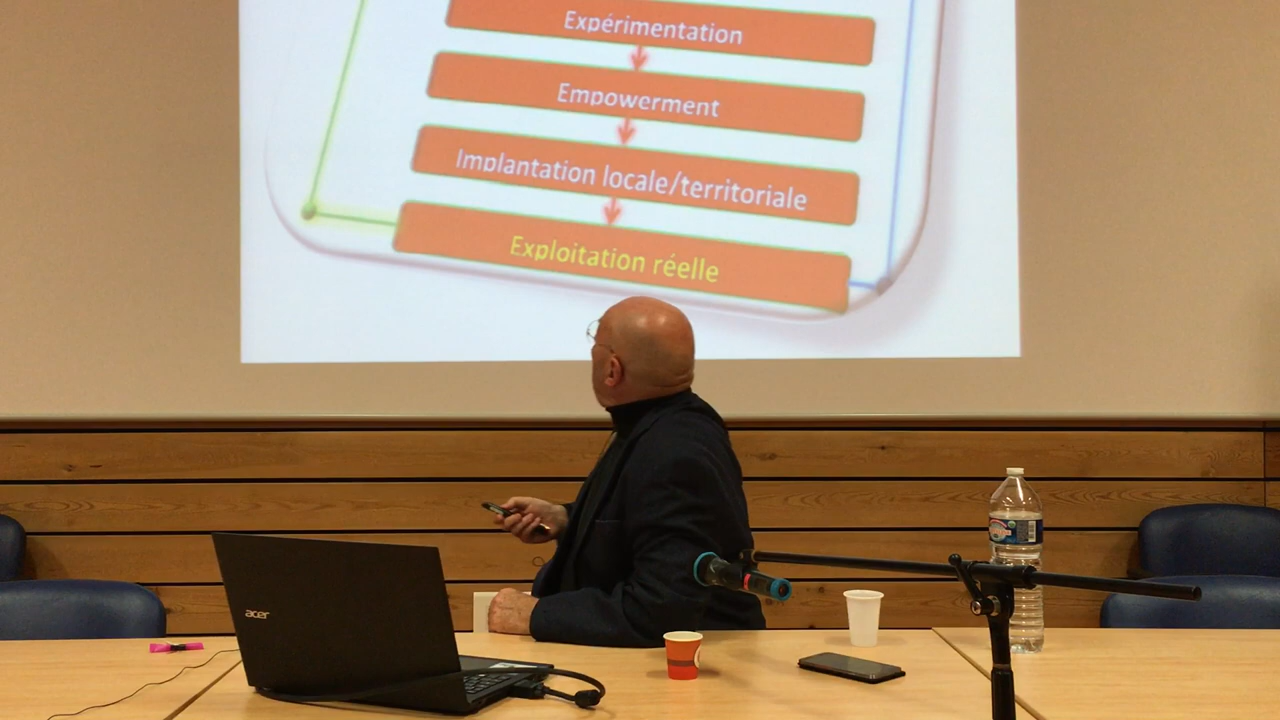 Expérimentation
Empowerment
Implantation locale/territoriale
Exploitation réelle
acer